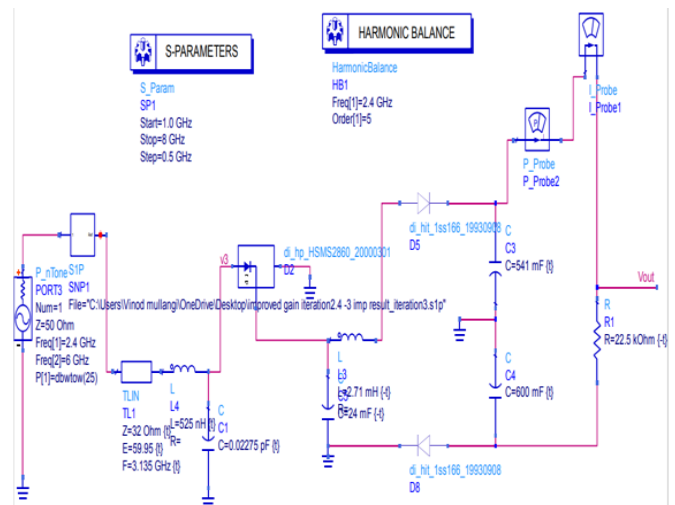 S-PARAMETERS
S_Param
SP1
Start=1.0 GHz
Stop=8 GHz
Step=0.5 GHz
HARMONIC BALANCE
HarmonicBalance
HB1
Freq[1]=2.4 GHz
Order[1]=5
I_Probe
I_Probe1
P_Probe
P_Probe2
di_hit_1ss166_19930908
D5
C
C3
C=541 mF {t}
v3
di_hp_HSMS2860_20000301
D2
P_nTone
PORT3
Num=1
Z=50 Ohm
Freq[1]=2.4 GHz
Freq[2]=6 GHz
P[1]=dbwtow(25)
S1P
SNP1
File="C:\Users\Vinod mullangi\OneDrive\Desktop\improved gain iteration2.4 -3 imp result_iteration3.s1p"
Vout
R
R1
R=22.5 kOhm {-t}
TLIN
TL1
Z=32 Ohm {t}
E=59.95 {t}
F=3.135 GHz {t}
L
L4
L=525 nH {t}
R=
C
C1
C=0.02275 pF {t}
L
L3
L=2.71 mH {-t}
R=
C=24 mF {-t}
C
C4
C=600 mF {t}
di_hit_1ss166_19930908
D8